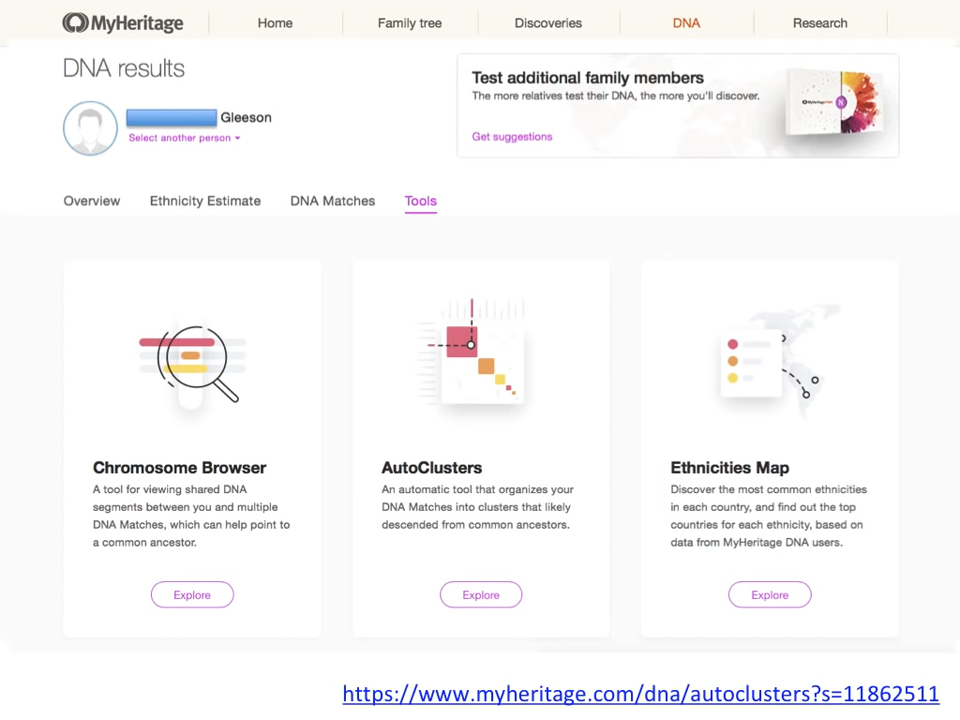 MyHeritage
Home
Family tree
Discoveries
DNA
Research
DNA results
Gleeson
Select another person
Test additional family members
The more relatives test their DNA, the more you'll discover.
Get suggestions
MyHeritage DNA
Overview
Ethnicity Estimate
DNA Matches
Tools
Chromosome Browser
A tool for viewing shared DNA
segments between you and multiple
DNA Matches, which can help point to
a common ancestor.
Explore
AutoClusters
An automatic tool that organizes your
DNA Matches into clusters that likely
descended from common ancestors.
Explore
Ethnicities Map
Discover the most common ethnicities
in each country, and find out the top
countries for each ethnicity, based on
data from MyHeritage DNA users.
Explore
https://www.myheritage.com/dna/autoclusters?s=11862511